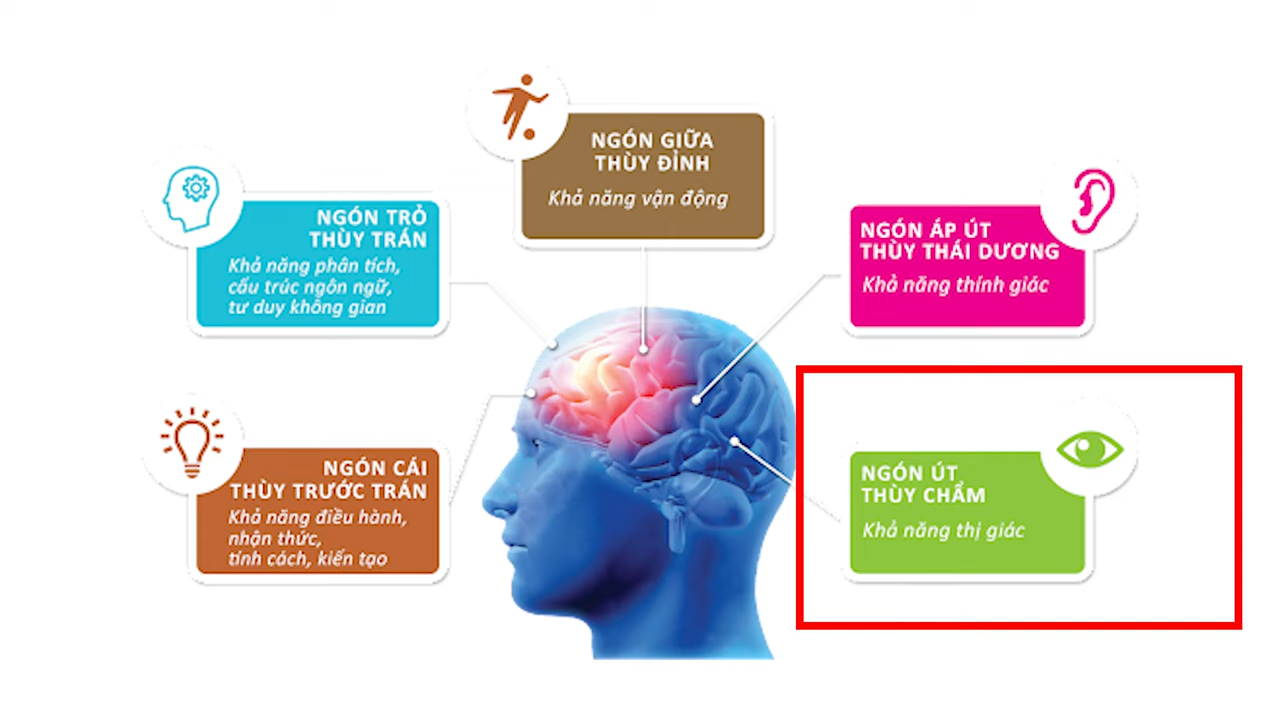 NGÓN GIỮA
THÙY ĐỈNH
Khả năng vận động
NGÓN TRỎ
THÙY TRÁN
Khả năng phân tích,
cấu trúc ngôn ngữ,
tư duy không gian
NGÓN ÁP ÚT
THÙY THÁI DƯƠNG
Khả năng thính giác
NGÓN CÁI
THÙY TRƯỚC TRÁN
Khả năng điều hành,
nhận thức,
tính cách, kiến tạo
NGÓN ÚT
THÙY CHẨM
Khả năng thị giác